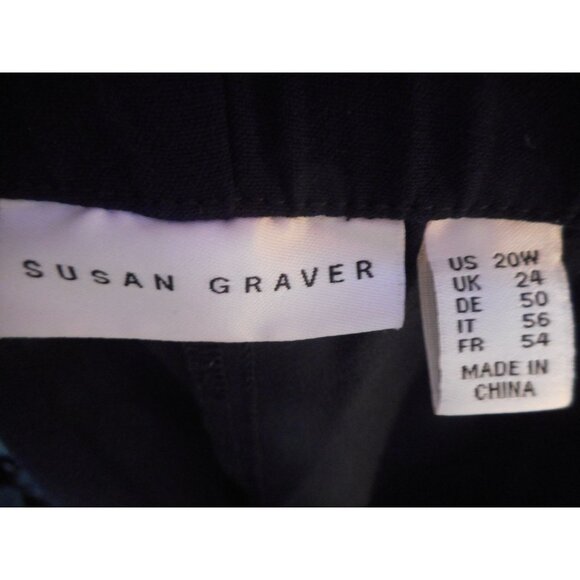 SUSAN GRAVER
US 20W
UK 24
DE 50
IT 56
FR 54
MADE IN
CHINA